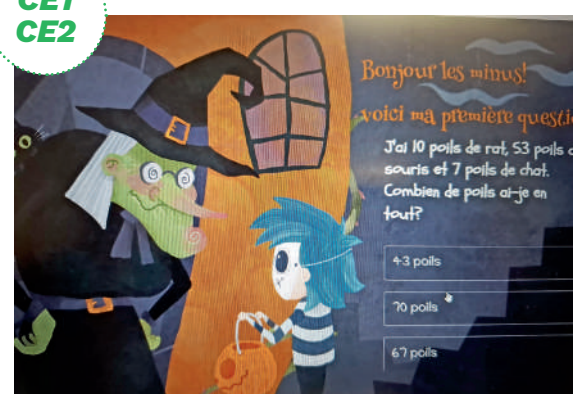 CE1
CE2
Bonjour les minus!
voici ma première
J'ai 10 poils de rat, 53 poils
souris et 7 poils de chat.
Combien de poils ai-je en
tout?
43 poils
70 poils
67 poils